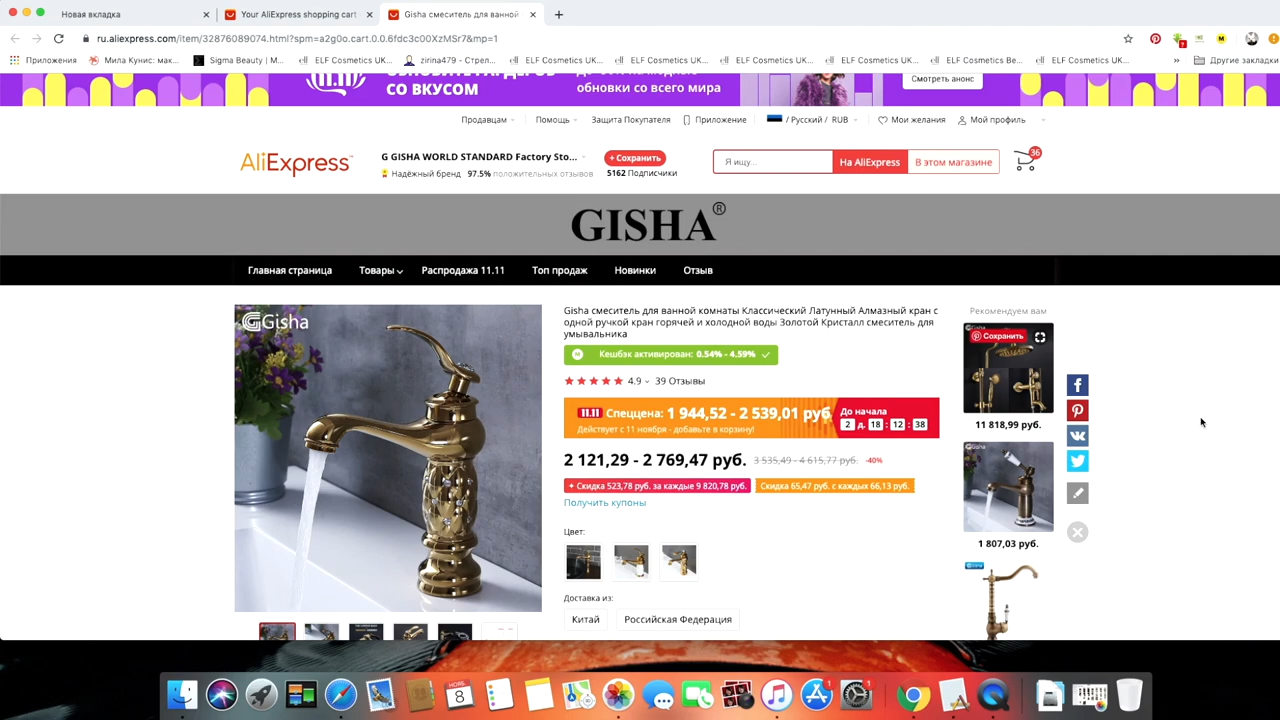 Новая вкладка
Your AliExpress shopping cart
Gisha смеситель для ванной
ru.aliexpress.com/item/32876089074.html?spm=a2g0o.cart.0.0.6fdc3c00XzMSr7&mp=1
Приложения
Мила Кунис: мак...
Sigma Beauty | M...
ELF Cosmetics UK...
zirina479 - Стрел...
ELF Cosmetics UK...
ELF Cosmetics UK...
ELF Cosmetics UK...
ELF Cosmetics Be...
ELF Cosmetics UK...
»
Другие закладки
11.11
СО ВКУСОМ
обновки со всего мира
Смотреть анонс
Продавцам
Помощь
Защита Покупателя
Приложение
/ Русский / RUB
Мои желания
Мой профиль
AliExpress
G GISHA WORLD STANDARD Factory Sto...
+ Сохранить
Надёжный бренд 97.5% положительных отзывов
5162 Подписчики
Я ищу...
На AliExpress
В этом магазине
36
GISHA®
Главная страница
Товары
Распродажа 11.11
Топ продаж
Новинки
Отзыв
Gisha
Gisha смеситель для ванной комнаты Классический Латунный Алмазный кран с
одной ручкой кран горячей и холодной воды Золотой Кристалл смеситель для
умывальника
Кешбэк активирован: 0.54% - 4.59%
4.9
39 Отзывы
11.11 Спеццена: 1 944,52 - 2 539,01 руб.
Действует с 11 ноября - добавьте в корзину!
До начала
2 д. 18 : 12 : 38
2 121,29 - 2 769,47 руб.
3 535,49 - 4 615,77 руб.
-40%
+ Скидка 523,78 руб. за каждые 9 820,78 руб.
Скидка 65,47 руб. с каждых 66,13 руб.
Получить купоны
Цвет:
Доставка из:
Китай
Российская Федерация
Рекомендуем вам
Сохранить
11 818,99 руб.
Gisha
1 807,03 руб.
НОЯБ.
8